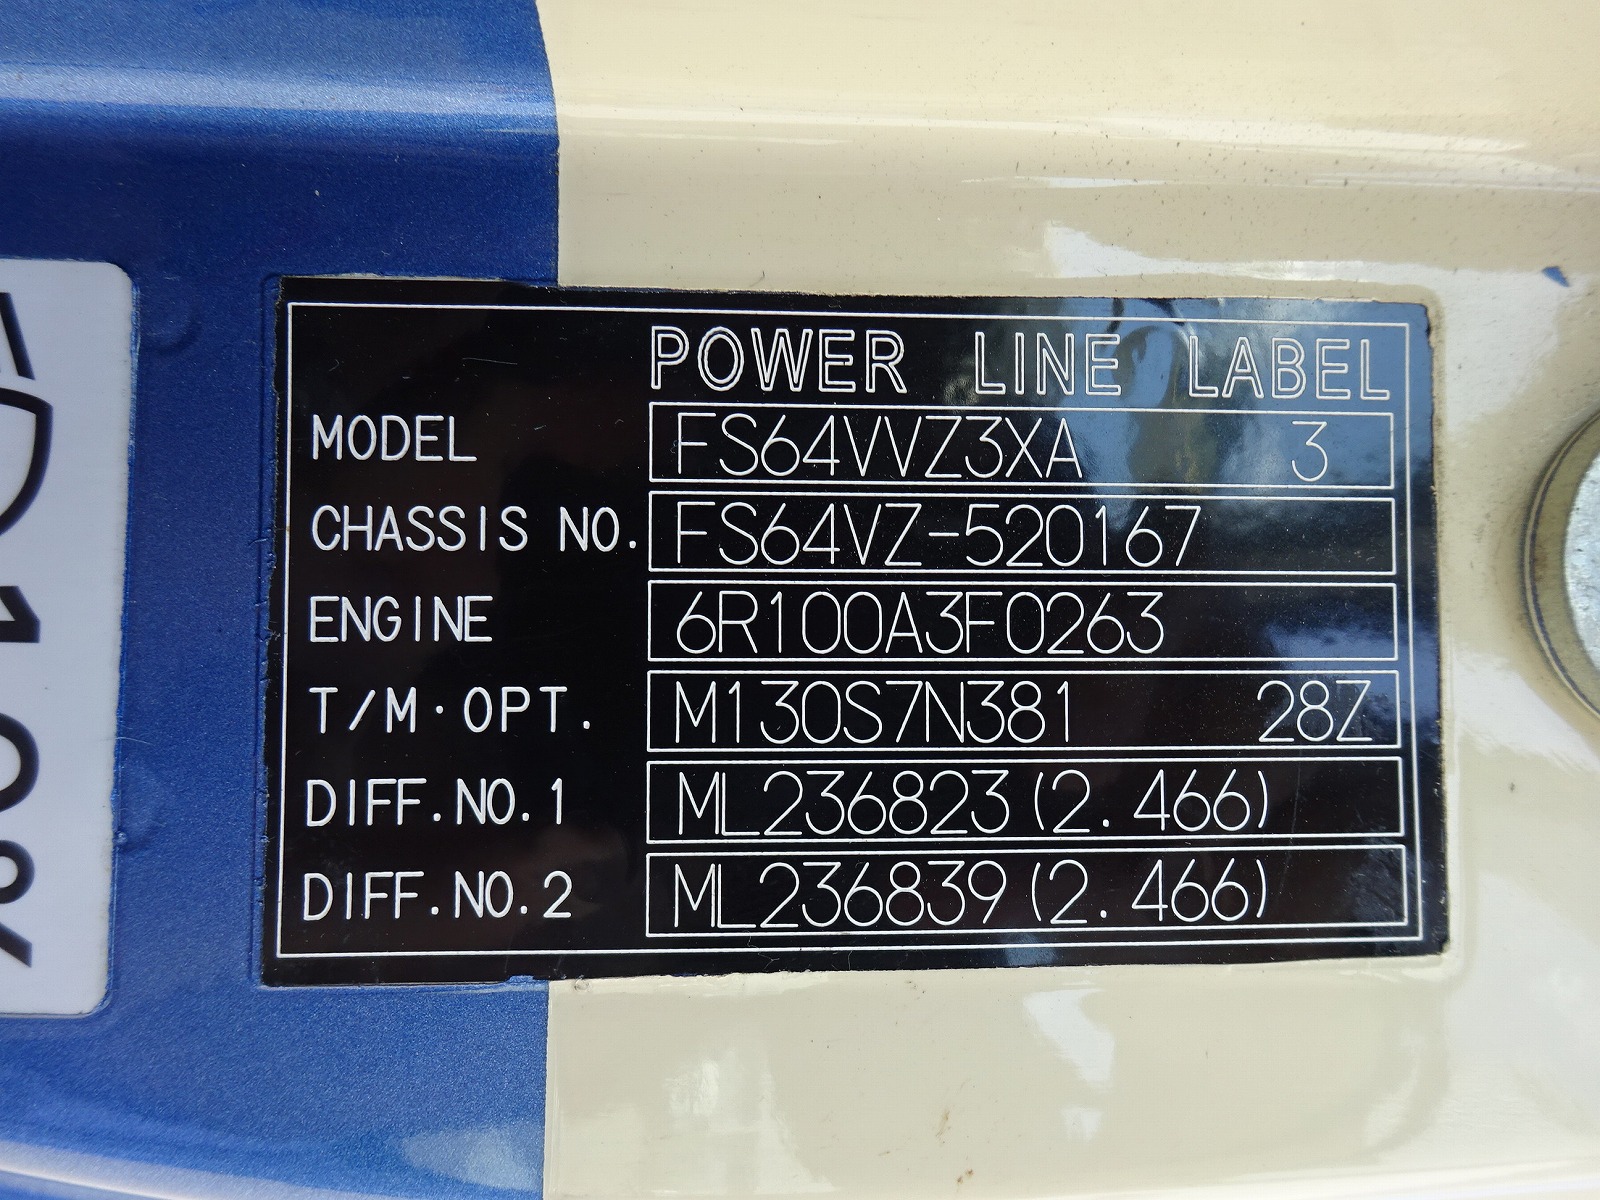 POWER LINE LABEL
MODEL FS64VVZ3XA 3
CHASSIS NO. FS64VZ-520167
ENGINE 6R100A3F0263
T/M·OPT. M130S7N381 28Z
DIFF.NO.1 ML236823(2.466)
DIFF.NO.2 ML236839(2.466)